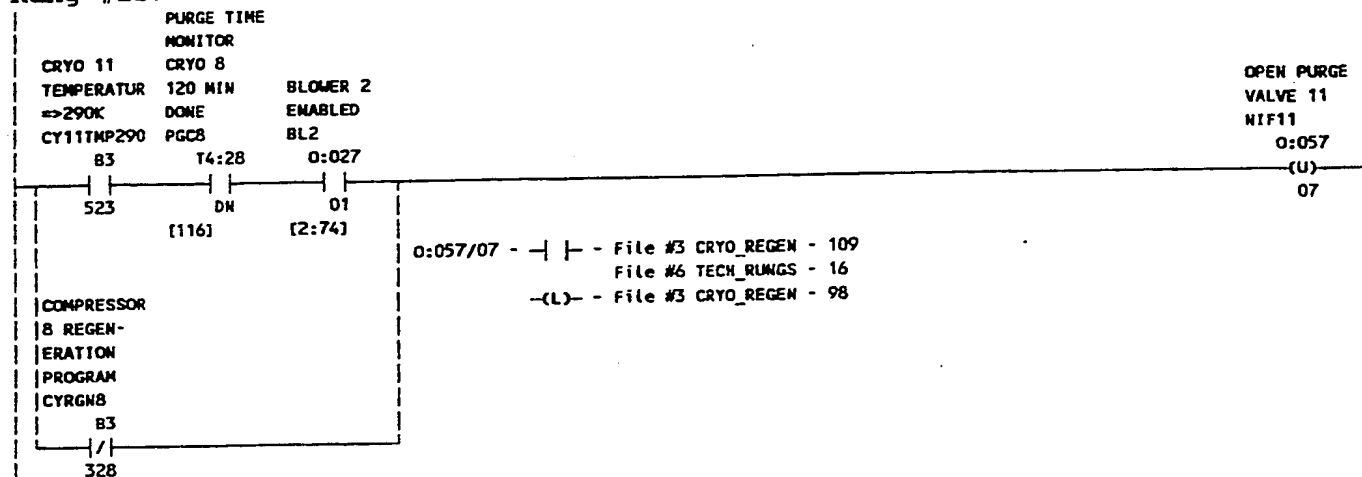 PURGE TIME
MONITOR
CRYO 11 CRYO 8
TEMPERATUR 120 MIN BLOWER 2
=>290K DONE ENABLED
CY11TMP290 PGC8 BL2
B3 T4:28 O:027
523 DN 01
[116] [2:74]
OPEN PURGE
VALVE 11
NIF11
O:057
(U)
07
O:057/07 - ⊣ ⊢ - File #3 CRYO_REGEN - 109
File #6 TECH_RUNGS - 16
-(L)- - File #3 CRYO_REGEN - 98
COMPRESSOR
8 REGEN-
ERATION
PROGRAM
CYRGN8
B3
/
328